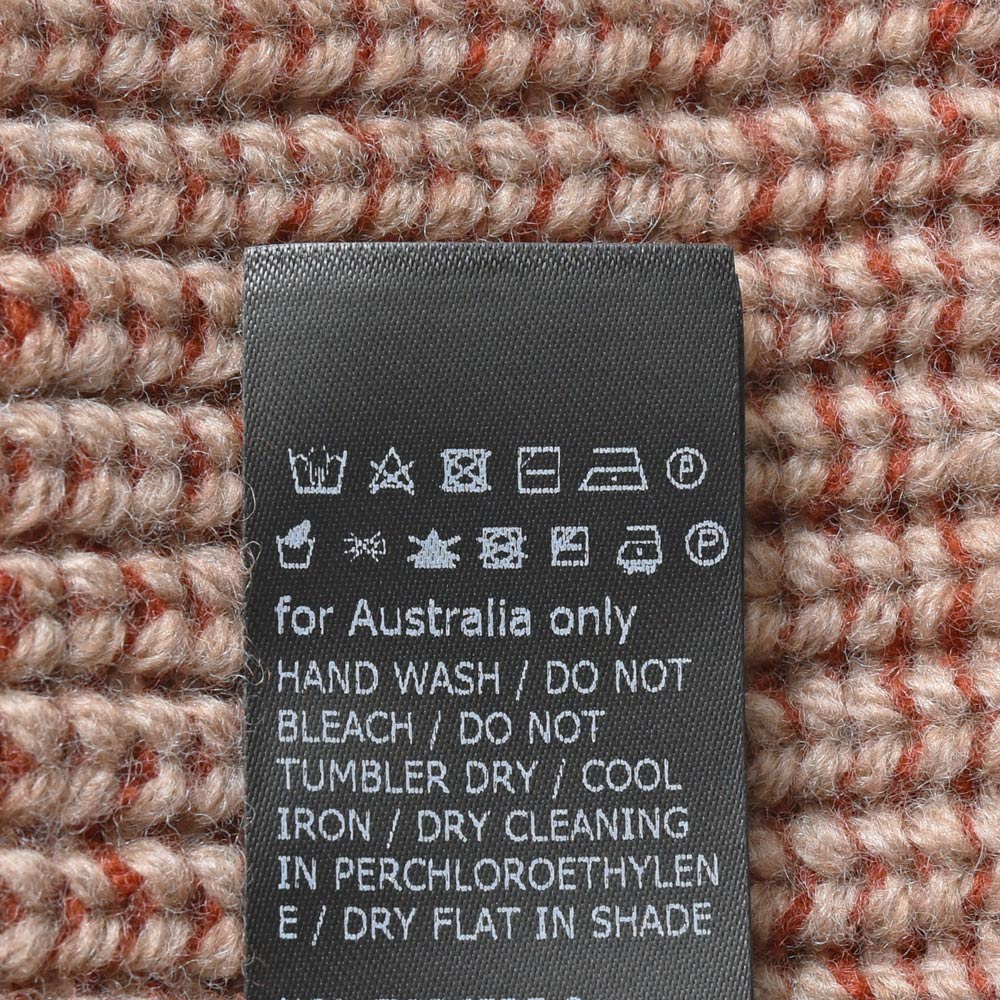 P
P
for Australia only
HAND WASH / DO NOT
BLEACH / DO NOT
TUMBLER DRY / COOL
IRON / DRY CLEANING
IN PERCHLOROETHYLEN
E / DRY FLAT IN SHADE